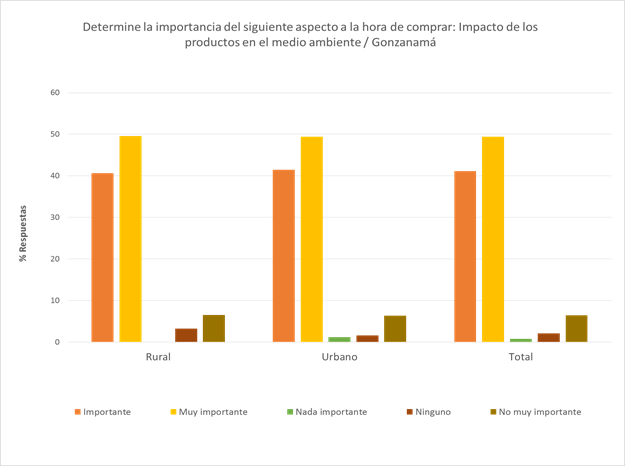 Determine la importancia del siguiente aspecto a la hora de comprar: Impacto de los
productos en el medio ambiente / Gonzanamá
60
50
40
30
20
10
0
% Respuestas
Rural
Urbano
Total
Importante
Muy importante
Nada importante
Ninguno
No muy importante